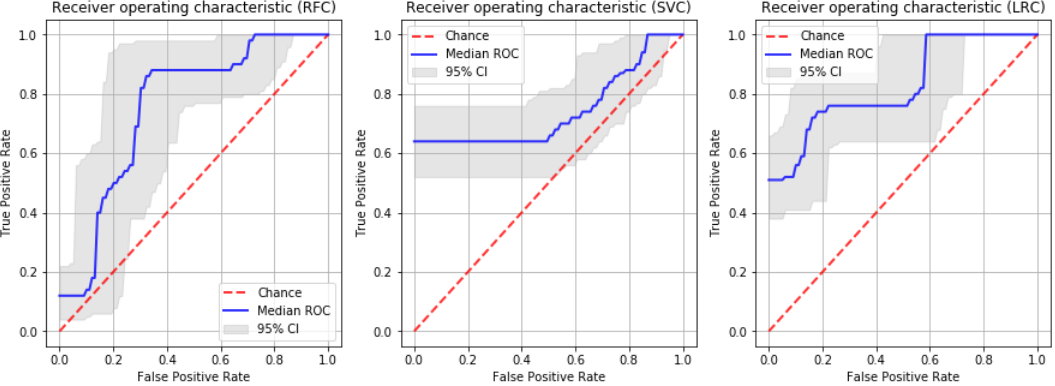 Receiver operating characteristic (RFC)
True Positive Rate
1.0
0.8
0.6
0.4
0.2
0.0
Chance
Median ROC
95% CI
0.0 0.2 0.4 0.6 0.8 1.0
False Positive Rate
Receiver operating characteristic (SVC)
True Positive Rate
1.0
0.8
0.6
0.4
0.2
0.0
Chance
Median ROC
95% CI
0.0 0.2 0.4 0.6 0.8 1.0
False Positive Rate
Receiver operating characteristic (LRC)
True Positive Rate
1.0
0.8
0.6
0.4
0.2
0.0
Chance
Median ROC
95% CI
0.0 0.2 0.4 0.6 0.8 1.0
False Positive Rate